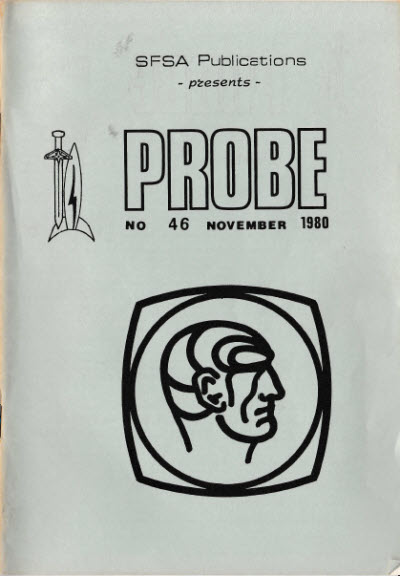 SFSA Publications
- presents -
PROBE
NO 46 NOVEMBER 1980